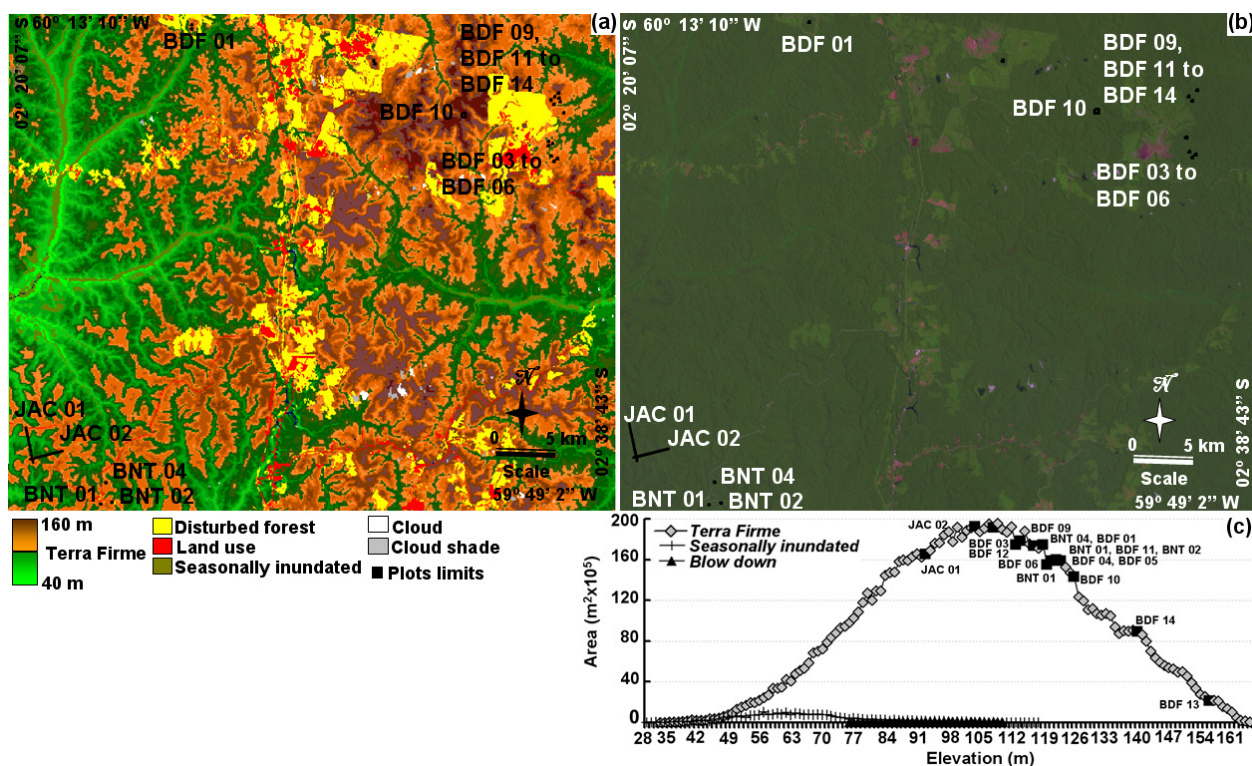 60° 13' 10'' W
(a)
02° 20' 07'' S
BDF 01
BDF 09,
BDF 11 to
BDF 14
BDF 10
BDF 03 to
BDF 06
JAC 01
JAC 02
BNT 04
BNT 01
BNT 02
N
0 5 km
Scale
59° 49' 2'' W
02° 38' 43'' S
60° 13' 10'' W
(b)
02° 20' 07'' S
BDF 01
BDF 09,
BDF 11 to
BDF 14
BDF 10
BDF 03 to
BDF 06
JAC 01
JAC 02
BNT 04
BNT 01
BNT 02
N
0 5 km
Scale
59° 49' 2'' W
02° 38' 43'' S
160 m
Terra Firme
40 m
Disturbed forest
Land use
Seasonally inundated
Cloud
Cloud shade
Plots limits
(c)
Terra Firme
Seasonally inundated
Blow down
JAC 02
JAC 01
BDF 03
BDF 12
BDF 09
BNT 04, BDF 01
BDF 06
BNT 01
BNT 01, BDF 11, BNT 02
BDF 04, BDF 05
BDF 10
BDF 14
BDF 13
Area (m²x10⁵)
200
160
120
80
40
0
28 35 42 49 56 63 70 77 84 91 98 105 112 119 126 133 140 147 154 161
Elevation (m)